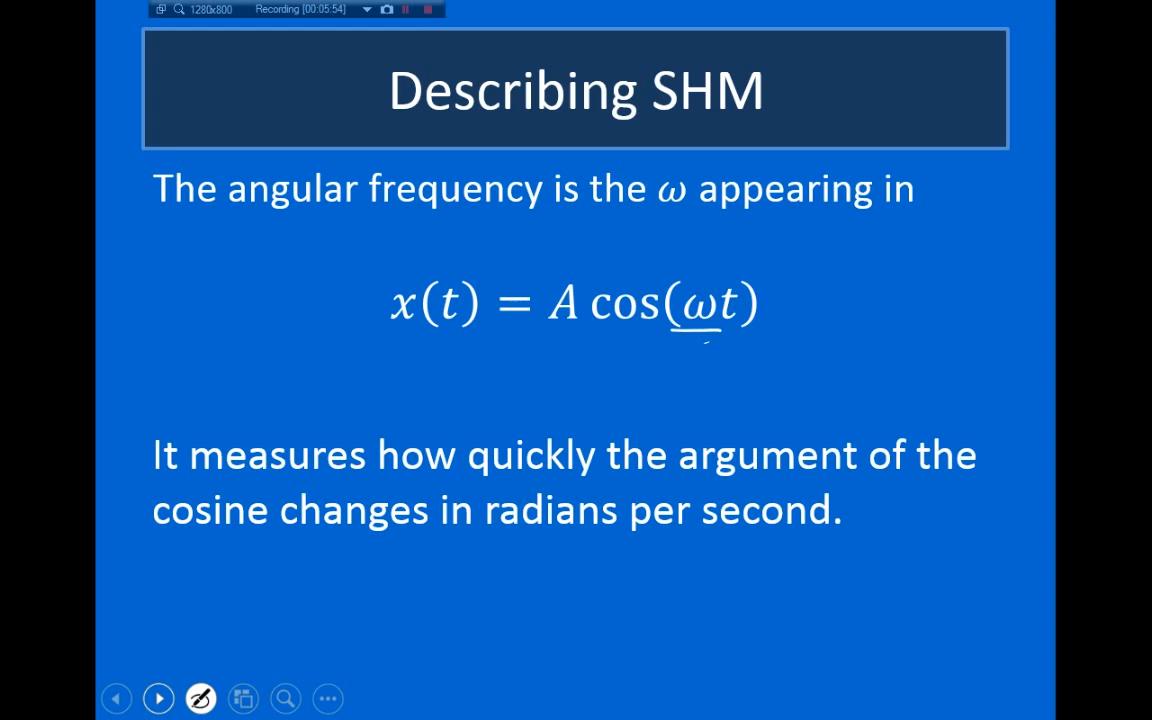 1280x800 Recording [00:05:54]
Describing SHM
The angular frequency is the ω appearing in
x(t) = A cos(ωt)
It measures how quickly the argument of the
cosine changes in radians per second.